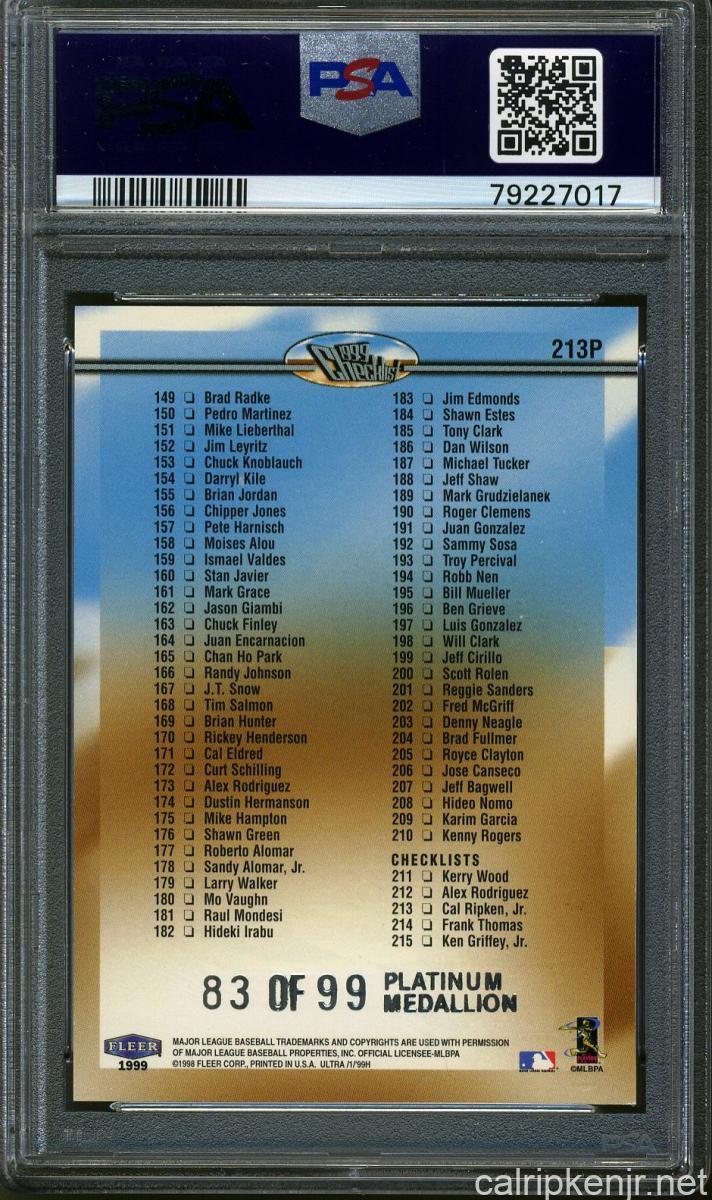 PSA
PSA
79227017
213P
1999
Checklist
149 ❏ Brad Radke
150 ❏ Pedro Martinez
151 ❏ Mike Lieberthal
152 ❏ Jim Leyritz
153 ❏ Chuck Knoblauch
154 ❏ Darryl Kile
155 ❏ Brian Jordan
156 ❏ Chipper Jones
157 ❏ Pete Harnisch
158 ❏ Moises Alou
159 ❏ Ismael Valdes
160 ❏ Stan Javier
161 ❏ Mark Grace
162 ❏ Jason Giambi
163 ❏ Chuck Finley
164 ❏ Juan Encarnacion
165 ❏ Chan Ho Park
166 ❏ Randy Johnson
167 ❏ J.T. Snow
168 ❏ Tim Salmon
169 ❏ Brian Hunter
170 ❏ Rickey Henderson
171 ❏ Cal Eldred
172 ❏ Curt Schilling
173 ❏ Alex Rodriguez
174 ❏ Dustin Hermanson
175 ❏ Mike Hampton
176 ❏ Shawn Green
177 ❏ Roberto Alomar
178 ❏ Sandy Alomar, Jr.
179 ❏ Larry Walker
180 ❏ Mo Vaughn
181 ❏ Raul Mondesi
182 ❏ Hideki Irabu
183 ❏ Jim Edmonds
184 ❏ Shawn Estes
185 ❏ Tony Clark
186 ❏ Dan Wilson
187 ❏ Michael Tucker
188 ❏ Jeff Shaw
189 ❏ Mark Grudzielanek
190 ❏ Roger Clemens
191 ❏ Juan Gonzalez
192 ❏ Sammy Sosa
193 ❏ Troy Percival
194 ❏ Robb Nen
195 ❏ Bill Mueller
196 ❏ Ben Grieve
197 ❏ Luis Gonzalez
198 ❏ Will Clark
199 ❏ Jeff Cirillo
200 ❏ Scott Rolen
201 ❏ Reggie Sanders
202 ❏ Fred McGriff
203 ❏ Denny Neagle
204 ❏ Brad Fullmer
205 ❏ Royce Clayton
206 ❏ Jose Canseco
207 ❏ Jeff Bagwell
208 ❏ Hideo Nomo
209 ❏ Karim Garcia
210 ❏ Kenny Rogers
CHECKLISTS
211 ❏ Kerry Wood
212 ❏ Alex Rodriguez
213 ❏ Cal Ripken, Jr.
214 ❏ Frank Thomas
215 ❏ Ken Griffey, Jr.
83 OF 99 PLATINUM
MEDALLION
FLEER
1999
MAJOR LEAGUE BASEBALL TRADEMARKS AND COPYRIGHTS ARE USED WITH PERMISSION
OF MAJOR LEAGUE BASEBALL PROPERTIES, INC. OFFICIAL LICENSEE-MLBPA
©1998 FLEER CORP., PRINTED IN U.S.A. ULTRA /1/'99H
©MLBPA
PSA
calripkenjr.net